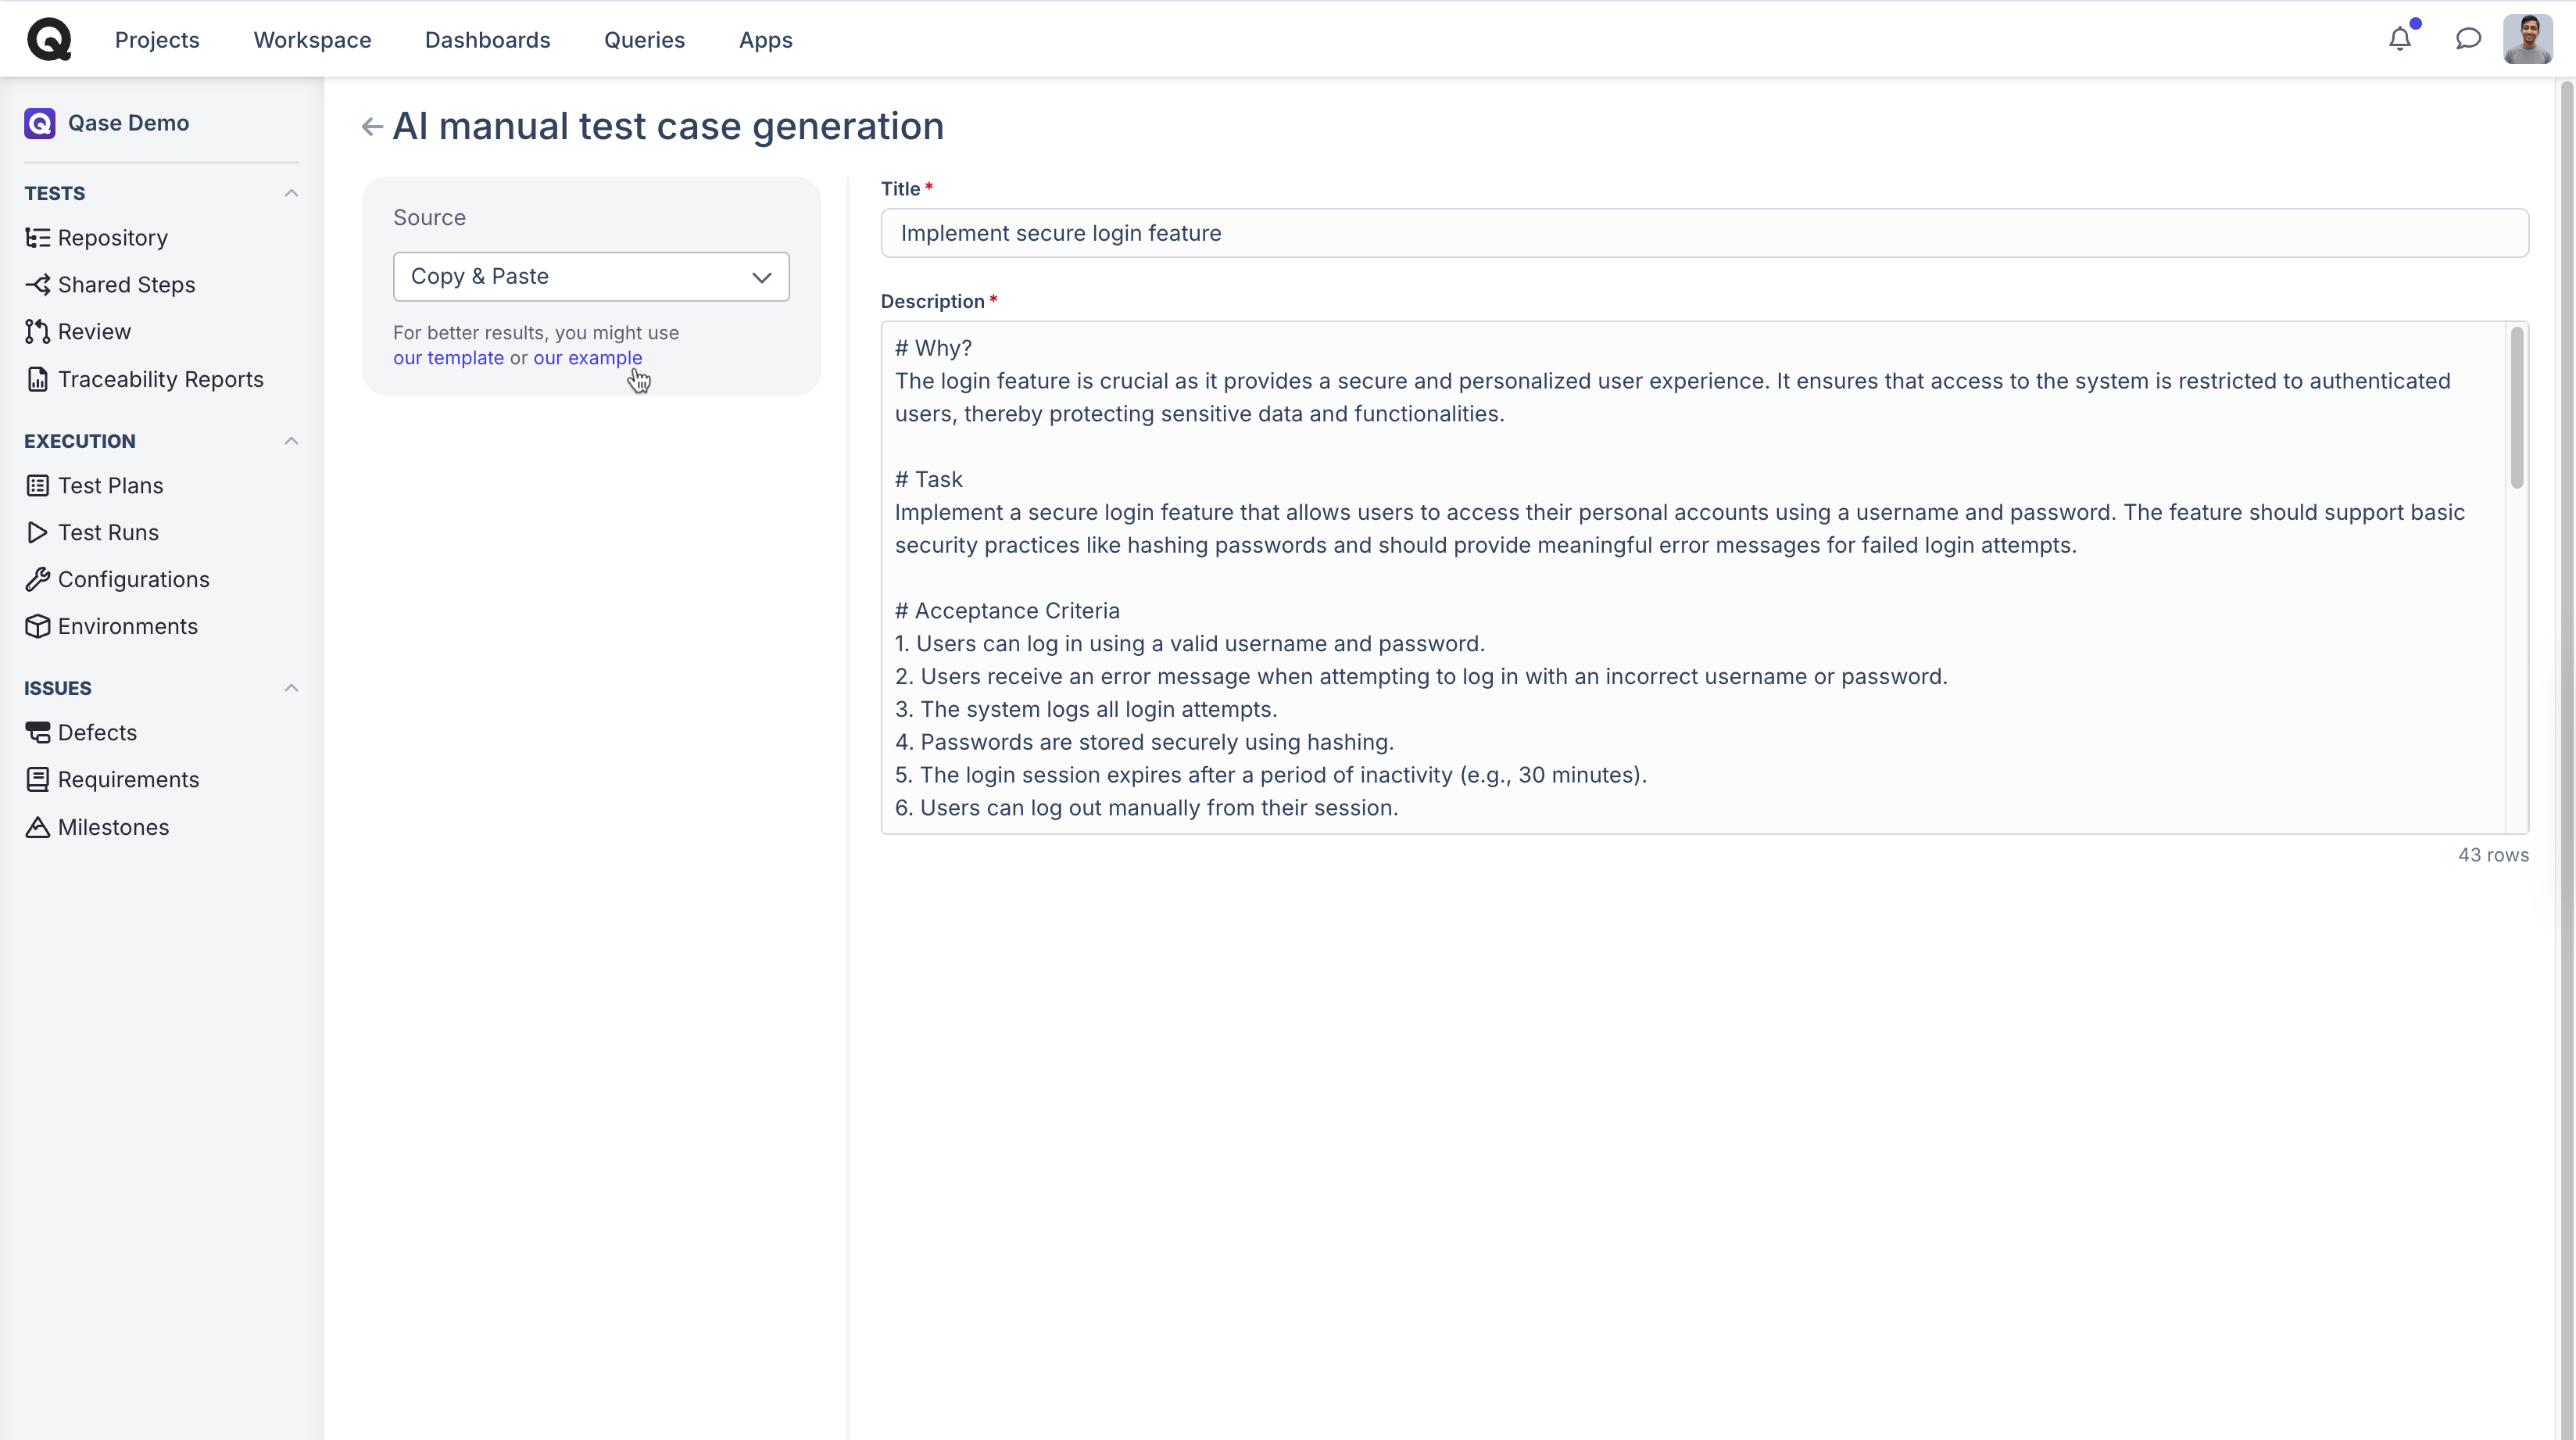 Projects
Workspace
Dashboards
Queries
Apps
Qase Demo
TESTS
Repository
Shared Steps
Review
Traceability Reports
EXECUTION
Test Plans
Test Runs
Configurations
Environments
ISSUES
Defects
Requirements
Milestones
AI manual test case generation
Source
Copy & Paste
For better results, you might use
our template or our example
Title *
Implement secure login feature
Description *
# Why?
The login feature is crucial as it provides a secure and personalized user experience. It ensures that access to the system is restricted to authenticated
users, thereby protecting sensitive data and functionalities.
# Task
Implement a secure login feature that allows users to access their personal accounts using a username and password. The feature should support basic
security practices like hashing passwords and should provide meaningful error messages for failed login attempts.
# Acceptance Criteria
1. Users can log in using a valid username and password.
2. Users receive an error message when attempting to log in with an incorrect username or password.
3. The system logs all login attempts.
4. Passwords are stored securely using hashing.
5. The login session expires after a period of inactivity (e.g., 30 minutes).
6. Users can log out manually from their session.
43 rows